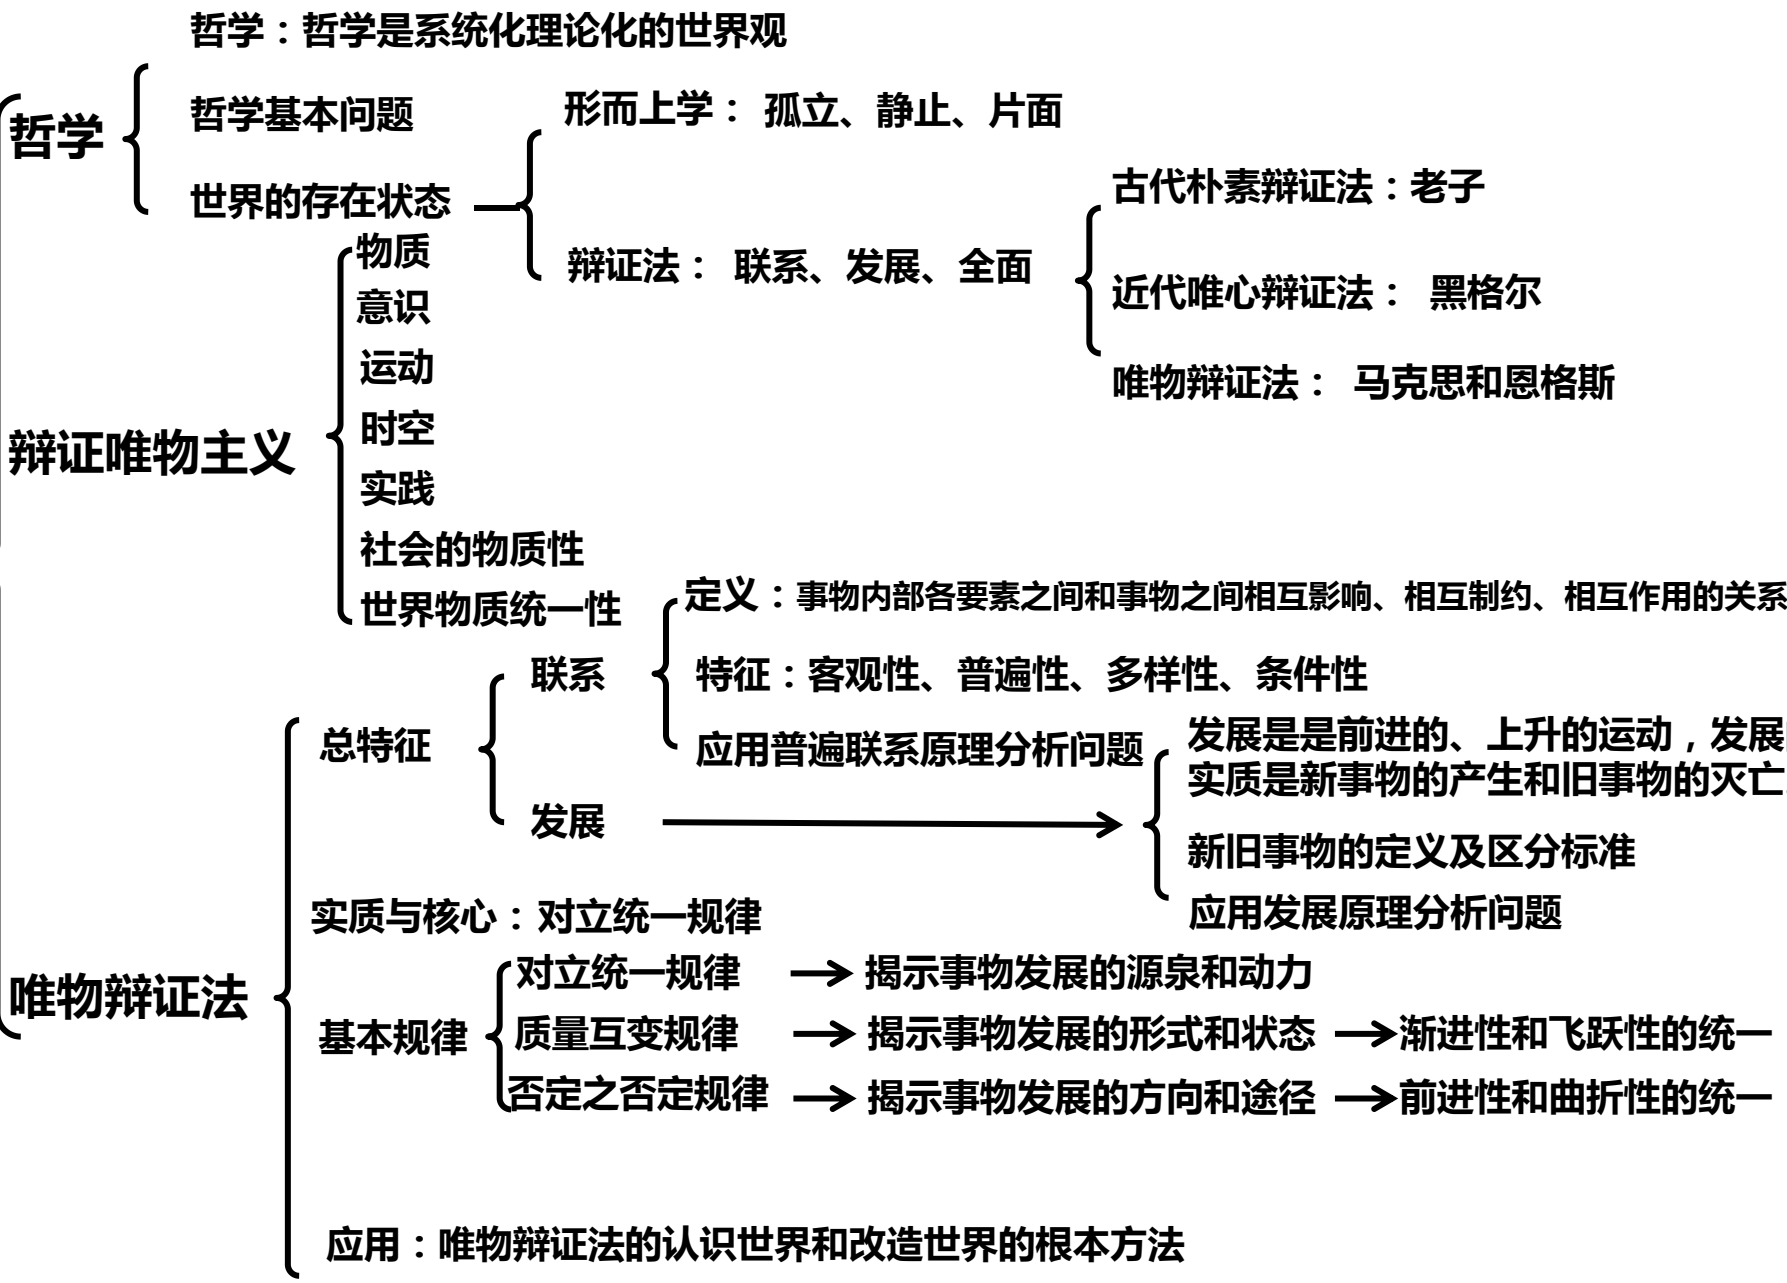 哲学：哲学是系统化理论化的世界观
哲学
哲学基本问题
形而上学： 孤立、静止、片面
世界的存在状态
古代朴素辩证法：老子
辩证法： 联系、发展、全面
近代唯心辩证法： 黑格尔
唯物辩证法： 马克思和恩格斯
辩证唯物主义
物质
意识
运动
时空
实践
社会的物质性
世界物质统一性
唯物辩证法
总特征
联系
定义：事物内部各要素之间和事物之间相互影响、相互制约、相互作用的关系
特征：客观性、普遍性、多样性、条件性
应用普遍联系原理分析问题
发展
发展是是前进的、上升的运动，发展
实质是新事物的产生和旧事物的灭亡
新旧事物的定义及区分标准
应用发展原理分析问题
实质与核心：对立统一规律
基本规律
对立统一规律 → 揭示事物发展的源泉和动力
质量互变规律 → 揭示事物发展的形式和状态 → 渐进性和飞跃性的统一
否定之否定规律 → 揭示事物发展的方向和途径 → 前进性和曲折性的统一
应用：唯物辩证法的认识世界和改造世界的根本方法